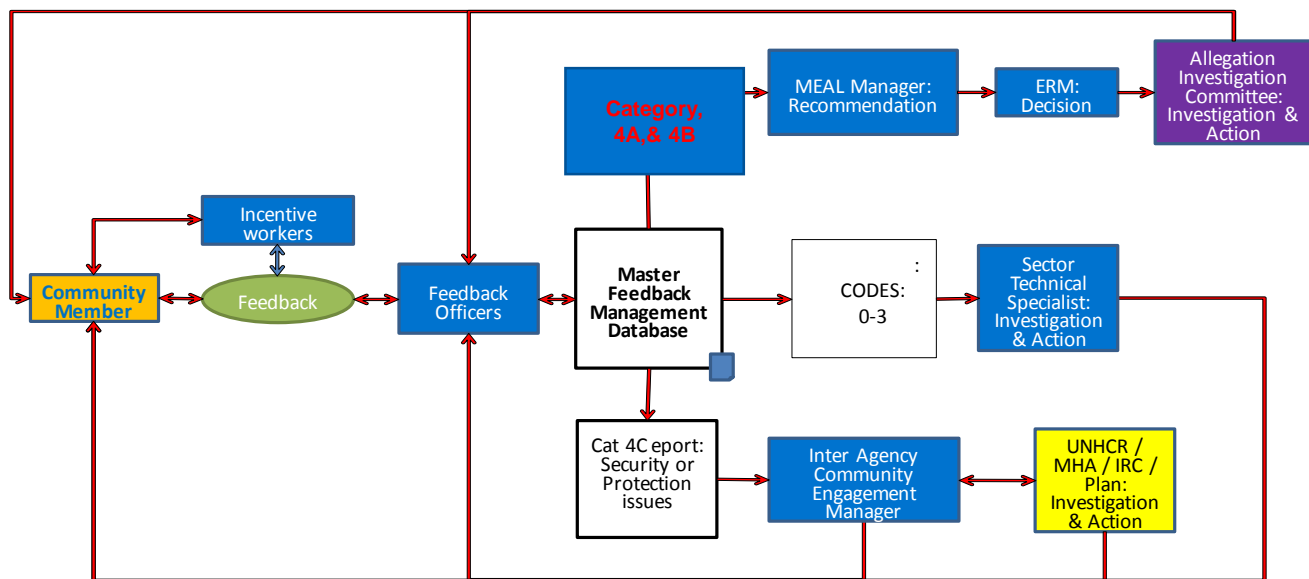 Category,
4A,& 4B
MEAL Manager:
Recommendation
ERM:
Decision
Allegation
Investigation
Committee:
Investigation &
Action
Incentive
workers
Community
Member
Feedback
Feedback
Officers
Master
Feedback
Management
Database
:
CODES:
0-3
Sector
Technical
Specialist:
Investigation
& Action
Cat 4C eport:
Security or
Protection
issues
Inter Agency
Community
Engagement
Manager
UNHCR /
MHA / IRC /
Plan:
Investigation
& Action